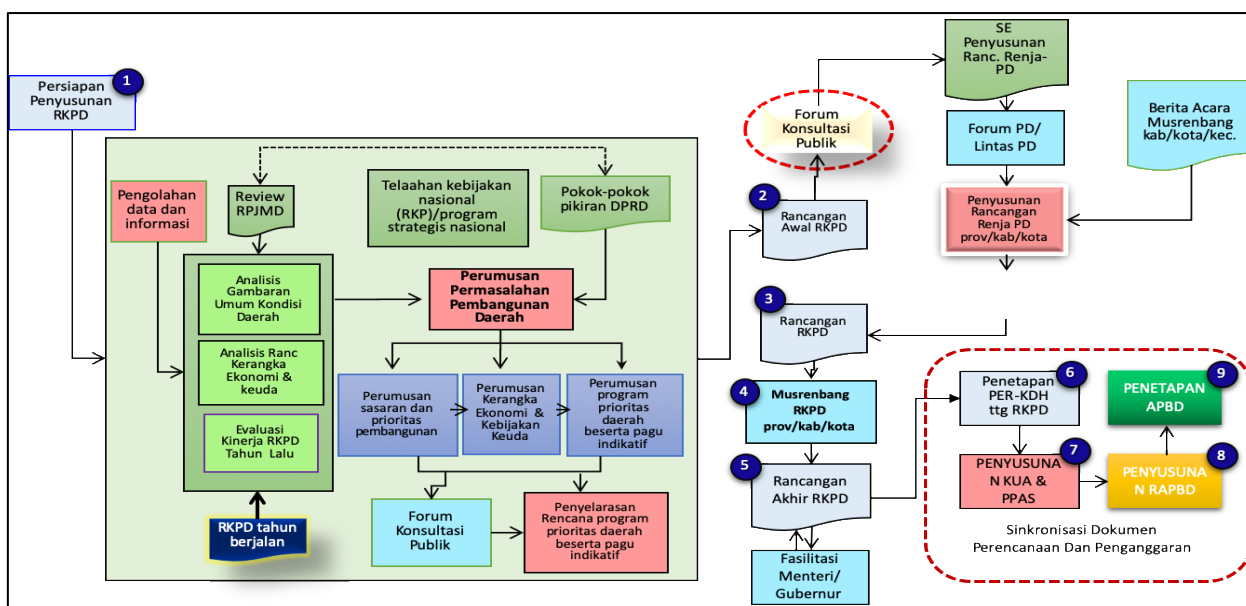 1
Persiapan
Penyusunan
RKPD
Pengolahan
data dan
informasi
Review
RPJMD
Telaahan kebijakan
nasional
(RKP)/program
strategis nasional
Pokok-pokok
pikiran DPRD
Analisis
Gambaran
Umum Kondisi
Daerah
Analisis Ranc
Kerangka
Ekonomi &
keuda
Evaluasi
Kinerja RKPD
Tahun Lalu
RKPD tahun
berjalan
Perumusan
Permasalahan
Pembangunan
Daerah
Perumusan
sasaran dan
prioritas
pembangunan
Perumusan
Kerangka
Ekonomi &
Kebijakan
Keuda
Perumusan
program
prioritas
daerah
beserta pagu
indikatif
Forum
Konsultasi
Publik
Penyelarasan
Rencana program
prioritas daerah
beserta pagu
indikatif
2
Rancangan
Awal RKPD
Forum
Konsultasi
Publik
SE
Penyusunan
Ranc. Renja-
PD
Forum PD/
Lintas PD
Berita Acara
Musrenbang
kab/kota/kec.
Penyusunan
Rancangan
Renja PD
prov/kab/kota
3
Rancangan
RKPD
4
Musrenbang
RKPD
prov/kab/kota
5
Rancangan
Akhir RKPD
Fasilitasi
Menteri/
Gubernur
6
Penetapan
PER-KDH
ttg RKPD
7
PENYUSUNA
N KUA &
PPAS
8
PENYUSUNA
N RAPBD
9
PENETAPAN
APBD
Sinkronisasi Dokumen
Perencanaan Dan Penganggaran